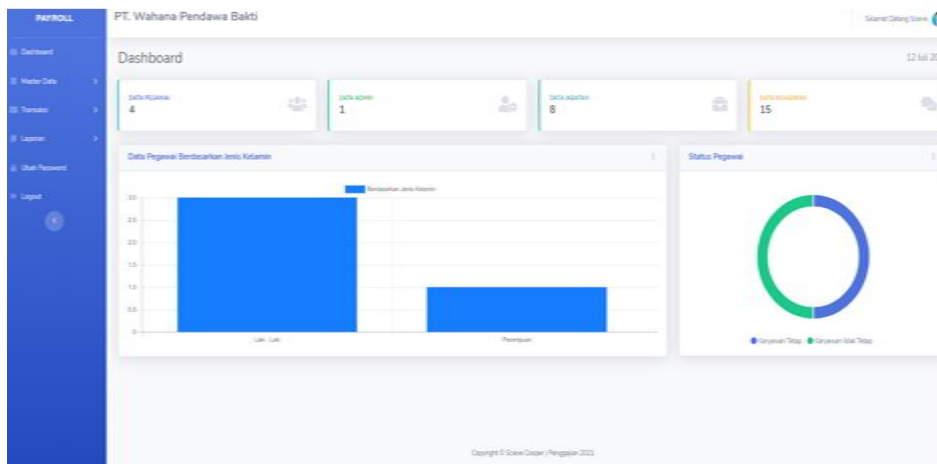 PAYROLL
PT. Wahana Pendawa Bakti
Selamat Datang
Dashboard
Master Data
Transaksi
Laporan
Ubah Password
Logout
Dashboard
12 Juli 20
DATA PEGAWAI
4
DATA ADMIN
1
DATA JABATAN
8
DATA KEHADIRAN
15
Data Pegawai Berdasarkan Jenis Kelamin
Berdasarkan Jenis Kelamin
3.0
2.5
2.0
1.5
1.0
0.5
0
Laki - Laki
Perempuan
Status Pegawai
Karyawan Tetap
Karyawan tidak Tetap
Copyright © Cooper | Penggajian 2021